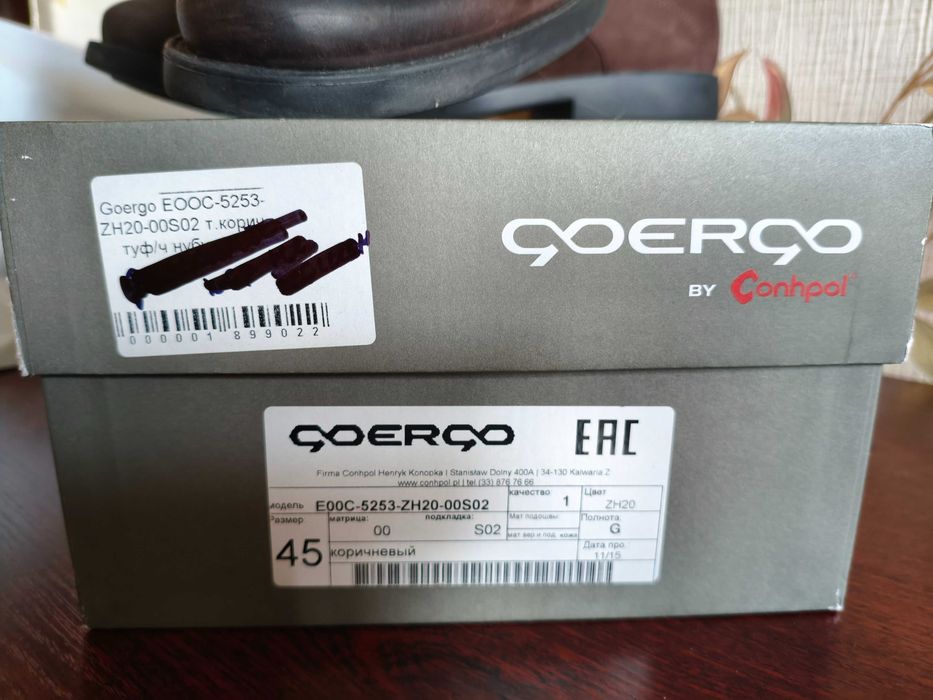 Goergo EOOC-5253-
ZH20-00S02 т.корич
туф/ч нуб
000001 899022
GOERGO
BY Conhpol
GOERGO EAC
Firma Conhpol Henryk Konopka | Stanisław Dolny 400A | 34-130 Kalwaria Z
www.conhpol.pl | tel.(33) 876 76 66
модель E00C-5253-ZH20-00S02 качество 1 Цвет ZH20
Размер 45 матрица: 00 подкладка: S02 Мат подошвы: Полнота: G
мат вер и под. кожа
коричневый Дата про. 11/15